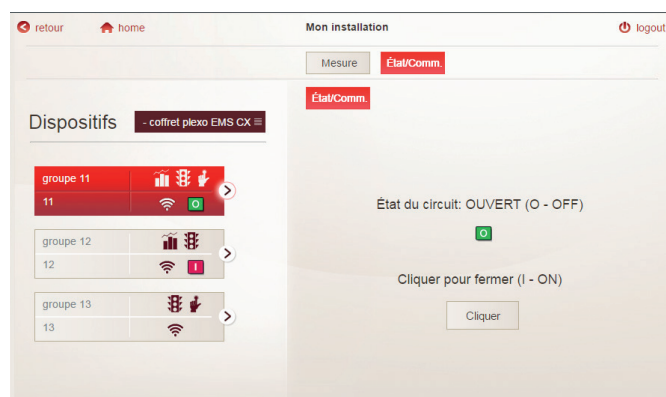 retour home Mon installation logout
Mesure État/Comm.
État/Comm.
Dispositifs - coffret plexo EMS CX
groupe 11
11 O
groupe 12
12 I
groupe 13
13
État du circuit: OUVERT (O - OFF)
O
Cliquer pour fermer (I - ON)
Cliquer